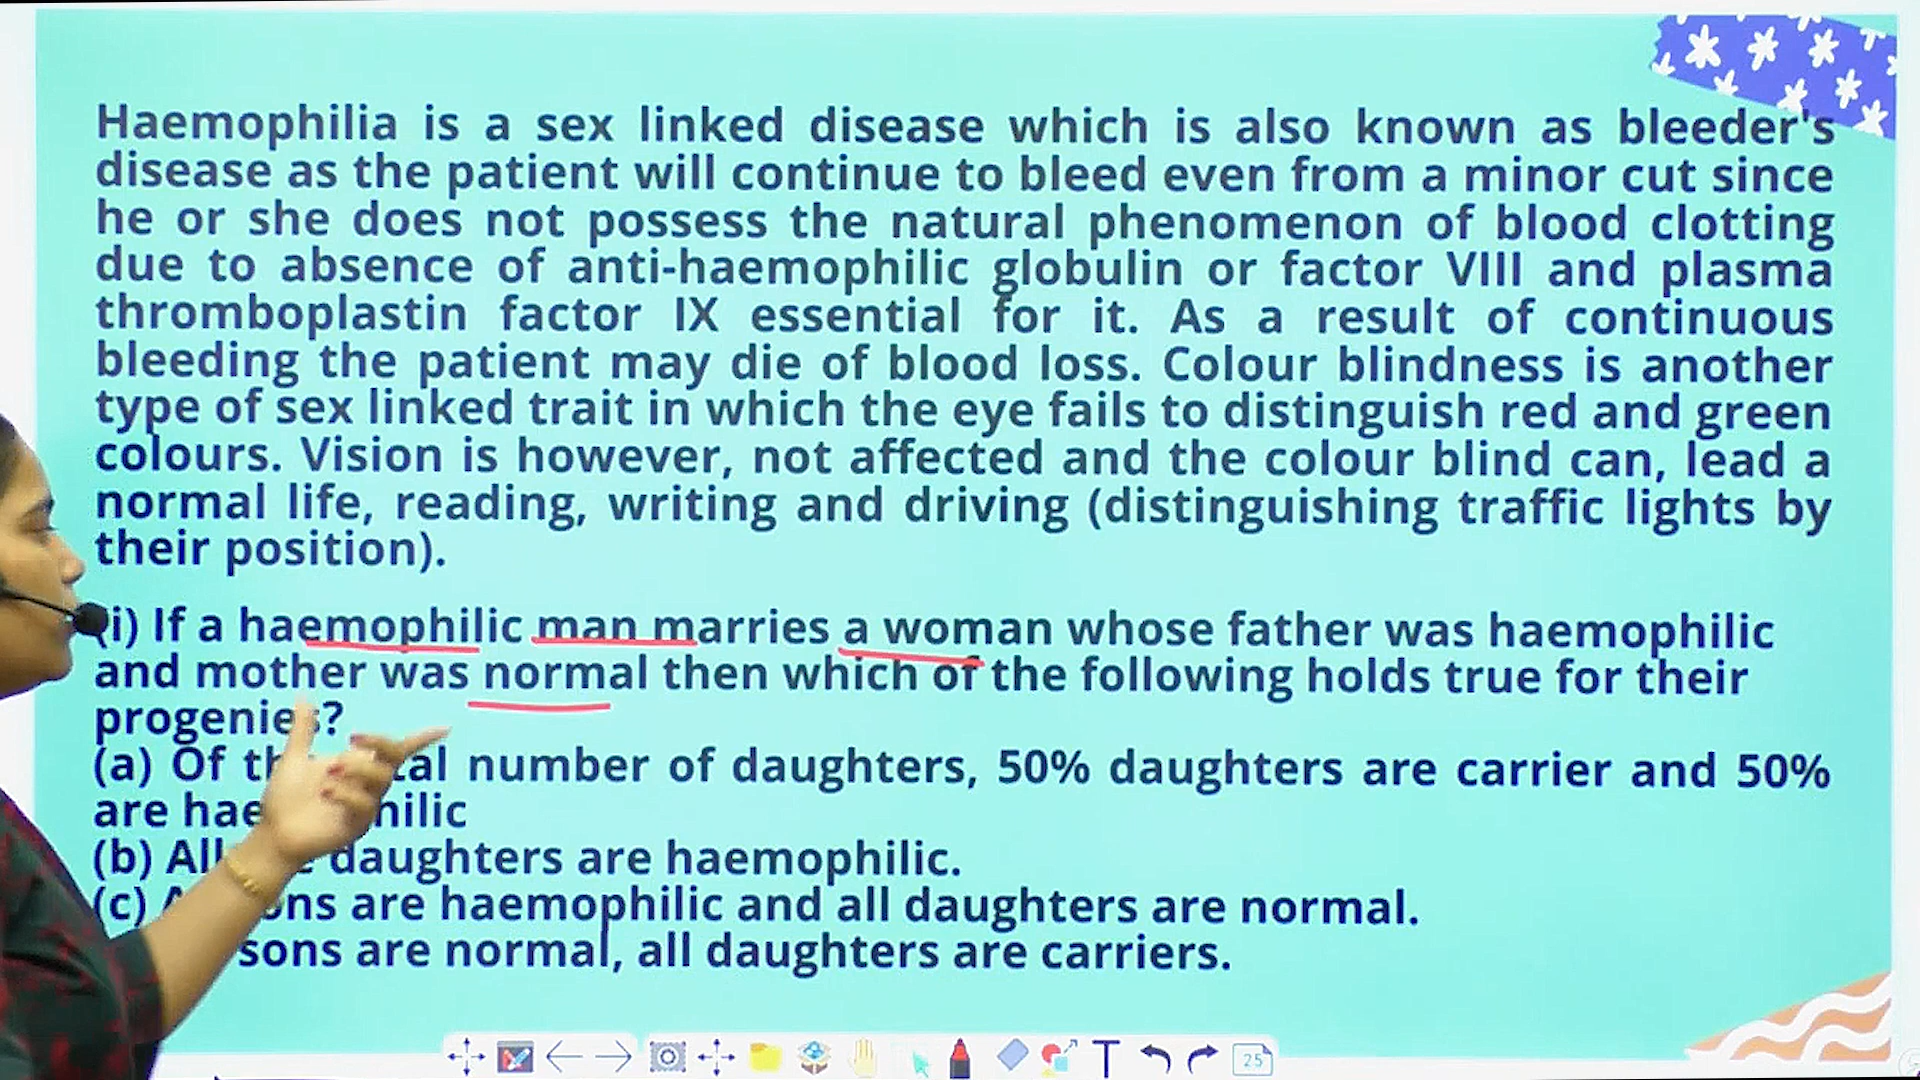 Haemophilia is a sex linked disease which is also known as bleeder's
disease as the patient will continue to bleed even from a minor cut since
he or she does not possess the natural phenomenon of blood clotting
due to absence of anti-haemophilic globulin or factor VIII and plasma
thromboplastin factor IX essential for it. As a result of continuous
bleeding the patient may die of blood loss. Colour blindness is another
type of sex linked trait in which the eye fails to distinguish red and green
colours. Vision is however, not affected and the colour blind can, lead a
normal life, reading, writing and driving (distinguishing traffic lights by
their position).
(i) If a haemophilic man marries a woman whose father was haemophilic
and mother was normal then which of the following holds true for their
progenies?
(a) Of number of daughters, 50% daughters are carrier and 50%
are
(b) All daughters are haemophilic.
(c) are haemophilic and all daughters are normal.
sons are normal, all daughters are carriers.
T
25